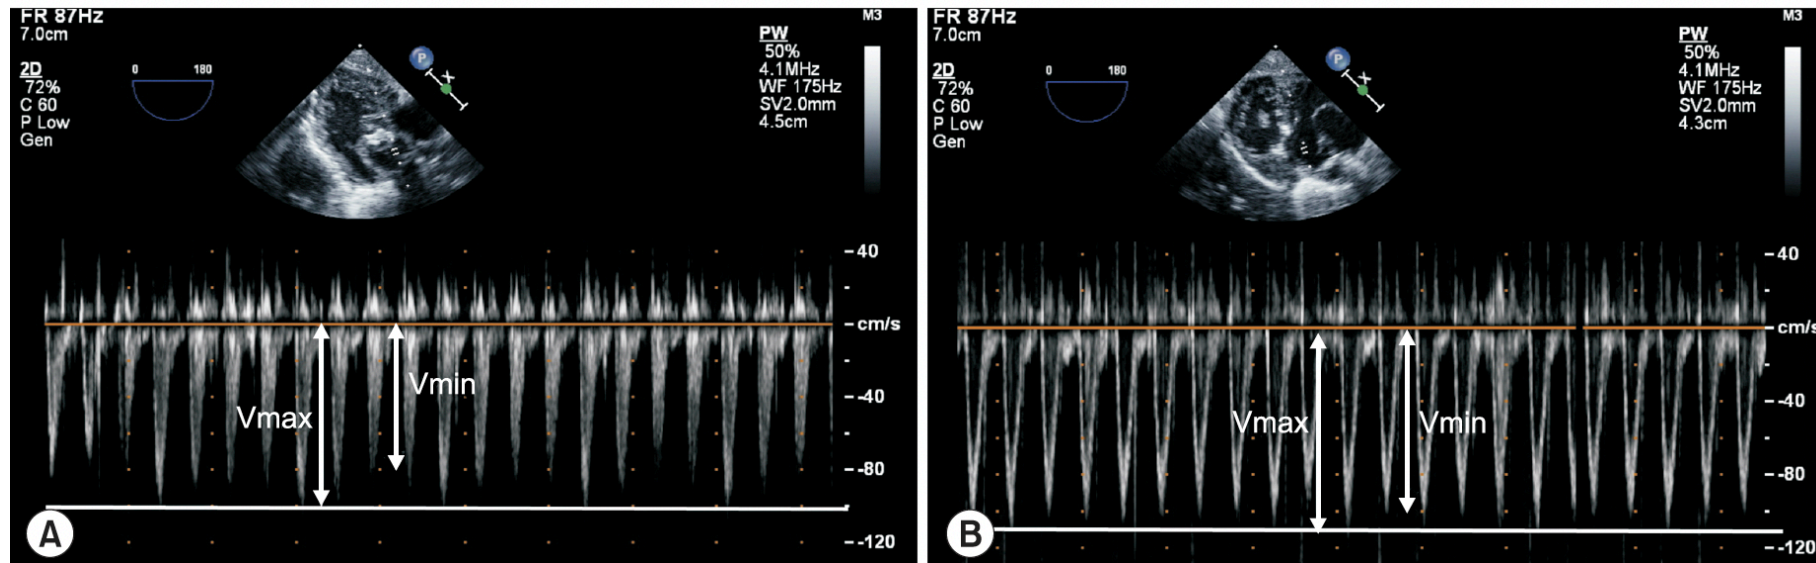 FR 87Hz
7.0cm
M3
2D
72%
C 60
P Low
Gen
0 180
P
X
PW
50%
4.1MHz
WF 175Hz
SV2.0mm
4.5cm
40
cm/s
-40
-80
-120
Vmax
Vmin
A
FR 87Hz
7.0cm
M3
2D
72%
C 60
P Low
Gen
0 180
P
X
PW
50%
4.1MHz
WF 175Hz
SV2.0mm
4.3cm
40
cm/s
-40
-80
-120
Vmax
Vmin
B